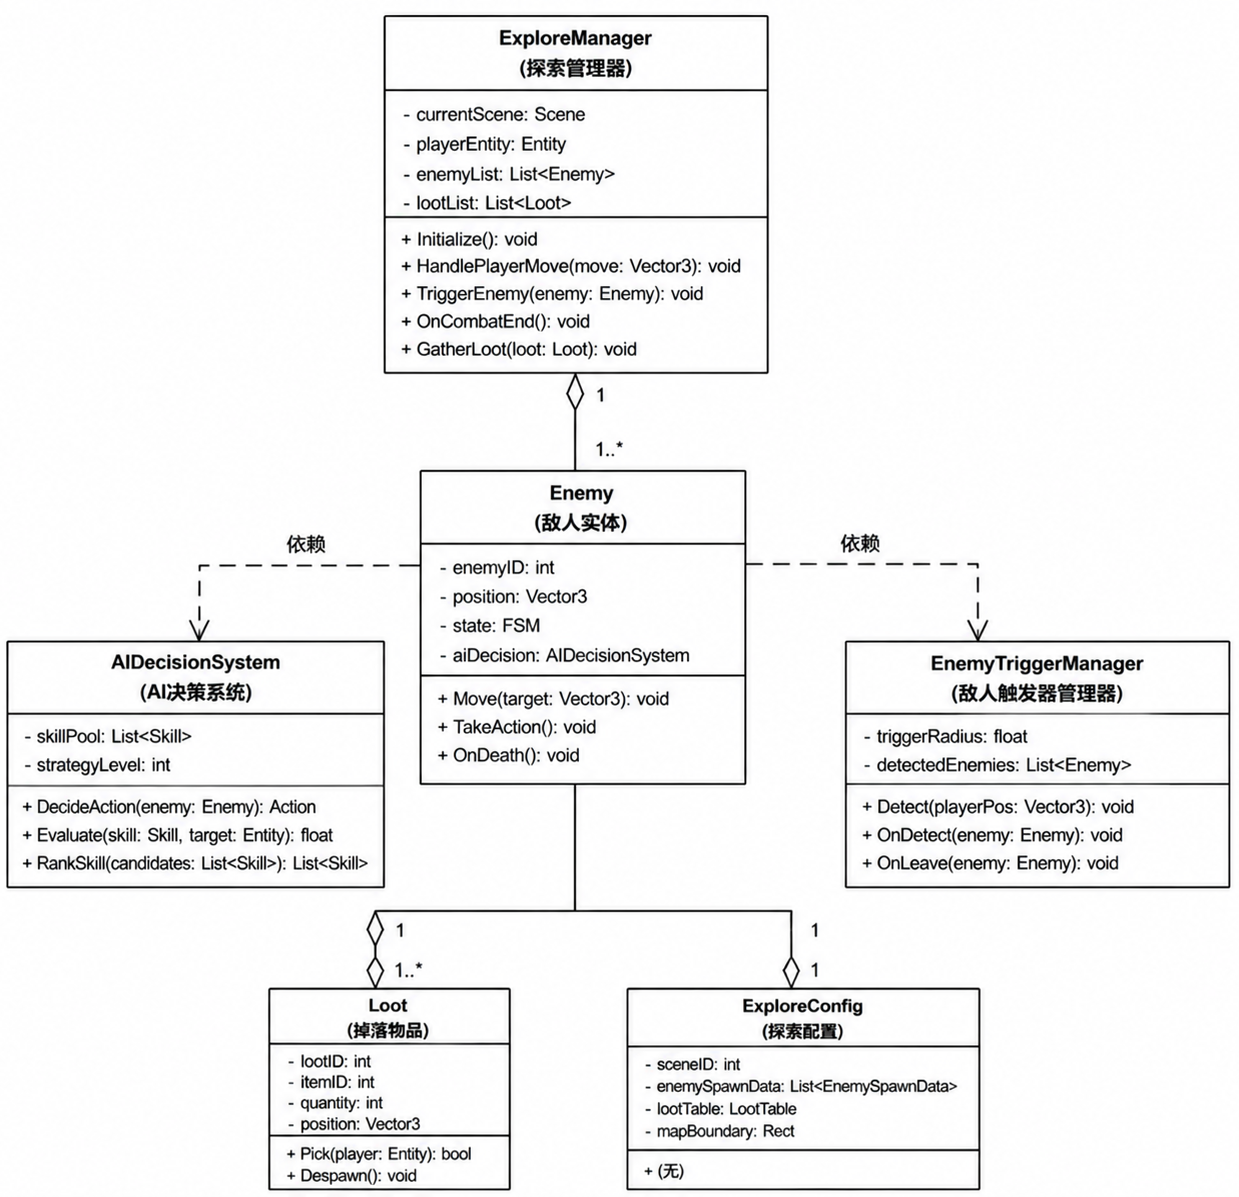 ExploreManager
(探索管理器)
- currentScene: Scene
- playerEntity: Entity
- enemyList: List<Enemy>
- lootList: List<Loot>
+ Initialize(): void
+ HandlePlayerMove(move: Vector3): void
+ TriggerEnemy(enemy: Enemy): void
+ OnCombatEnd(): void
+ GatherLoot(loot: Loot): void
1
1..*
Enemy
(敌人实体)
- enemyID: int
- position: Vector3
- state: FSM
- aiDecision: AIDecisionSystem
+ Move(target: Vector3): void
+ TakeAction(): void
+ OnDeath(): void
依赖
依赖
AIDecisionSystem
(AI决策系统)
- skillPool: List<Skill>
- strategyLevel: int
+ DecideAction(enemy: Enemy): Action
+ Evaluate(skill: Skill, target: Entity): float
+ RankSkill(candidates: List<Skill>): List<Skill>
EnemyTriggerManager
(敌人触发器管理器)
- triggerRadius: float
- detectedEnemies: List<Enemy>
+ Detect(playerPos: Vector3): void
+ OnDetect(enemy: Enemy): void
+ OnLeave(enemy: Enemy): void
1
1..*
Loot
(掉落物品)
- lootID: int
- itemID: int
- quantity: int
- position: Vector3
+ Pick(player: Entity): bool
+ Despawn(): void
1
1
ExploreConfig
(探索配置)
- sceneID: int
- enemySpawnData: List<EnemySpawnData>
- lootTable: LootTable
- mapBoundary: Rect
+ (无)